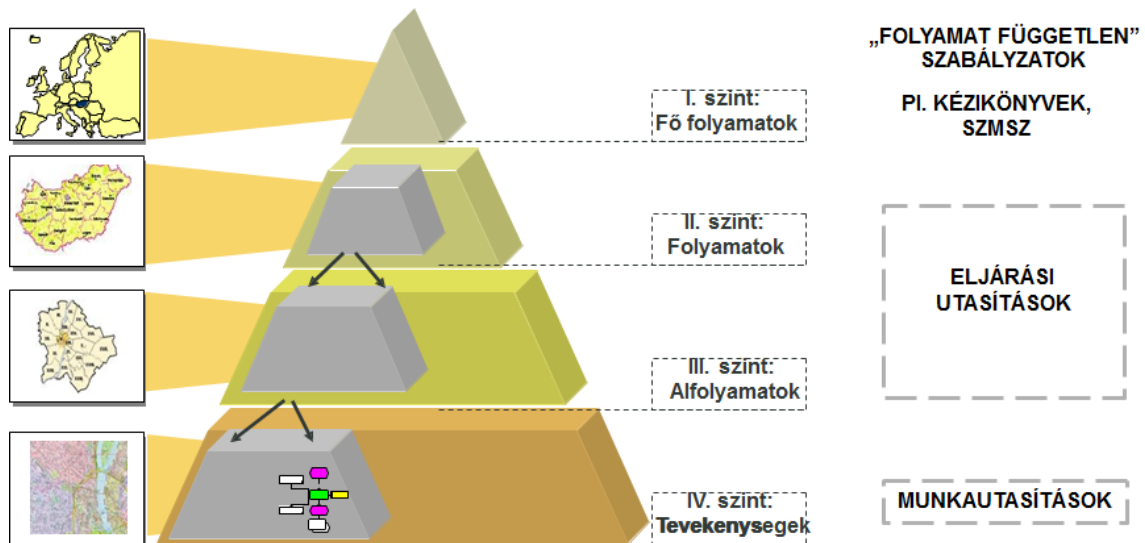 „FOLYAMAT FÜGGETLEN”
SZABÁLYZATOK
Pl. KÉZIKÖNYVEK,
SZMSZ
I. szint:
Fő folyamatok
II. szint:
Folyamatok
ELJÁRÁSI
UTASÍTÁSOK
III. szint:
Alfolyamatok
IV. szint:
Tevekenysegek
MUNKAUTASÍTÁSOK